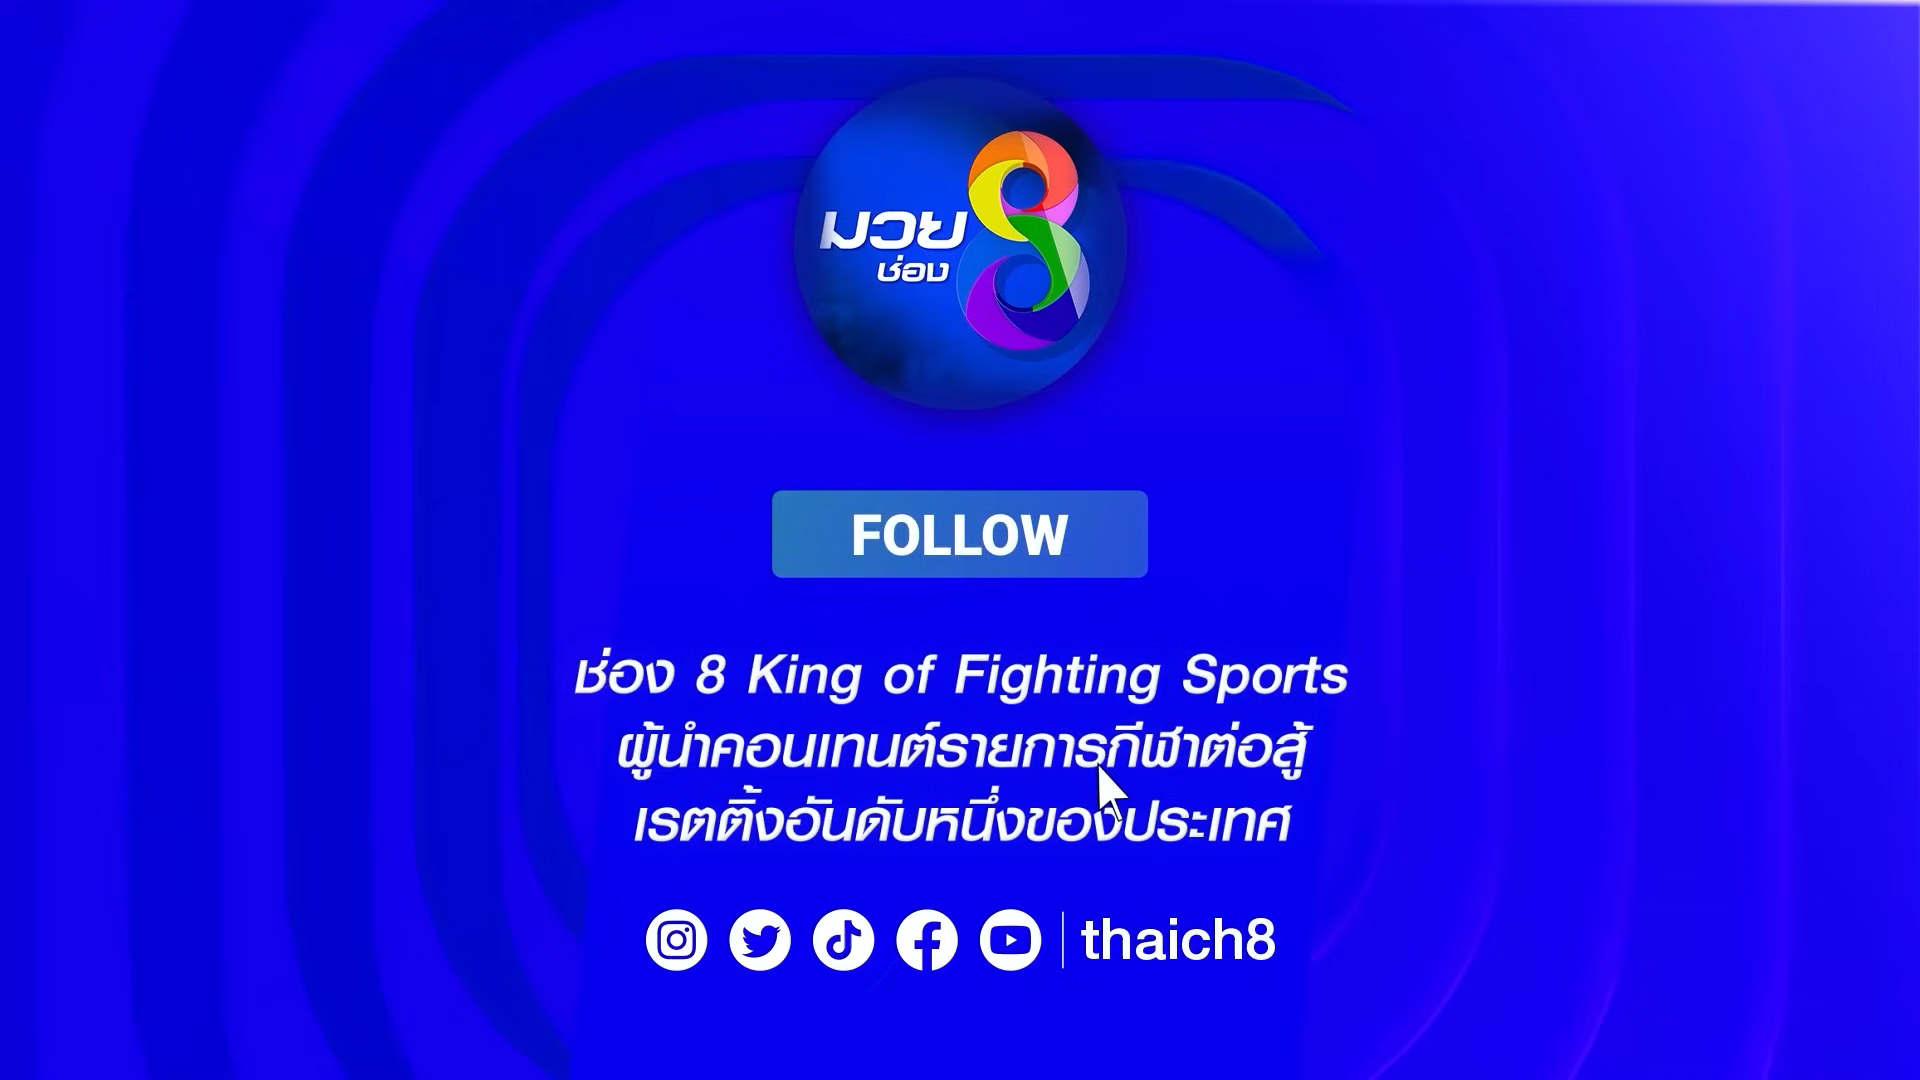 มวย
ช่อง 8
FOLLOW
ช่อง 8 King of Fighting Sports
ผู้นำคอนเทนต์รายการกีฬาต่อสู้
เรตติ้งอันดับหนึ่งของประเทศ
thaich8